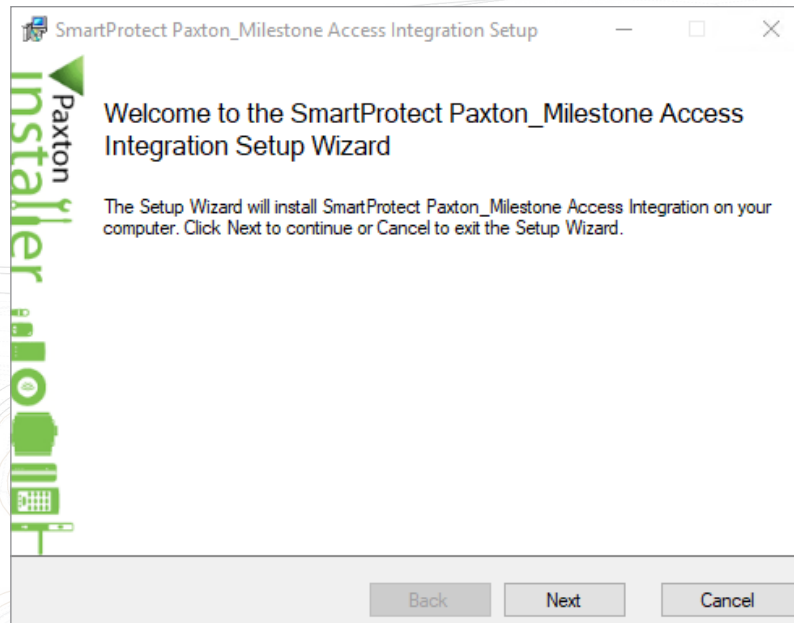 SmartProtect Paxton_Milestone Access Integration Setup
Paxton
Installer
Welcome to the SmartProtect Paxton_Milestone Access
Integration Setup Wizard
The Setup Wizard will install SmartProtect Paxton_Milestone Access Integration on your
computer. Click Next to continue or Cancel to exit the Setup Wizard.
Back
Next
Cancel